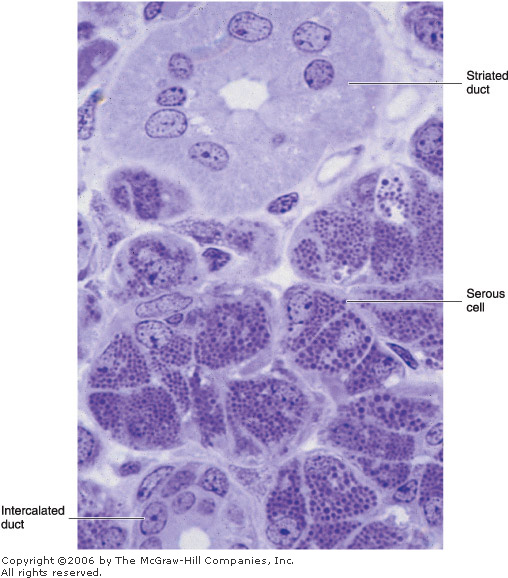 Striated
duct
Serous
cell
Intercalated
duct
Copyright ©2006 by The McGraw-Hill Companies, Inc.
All rights reserved.